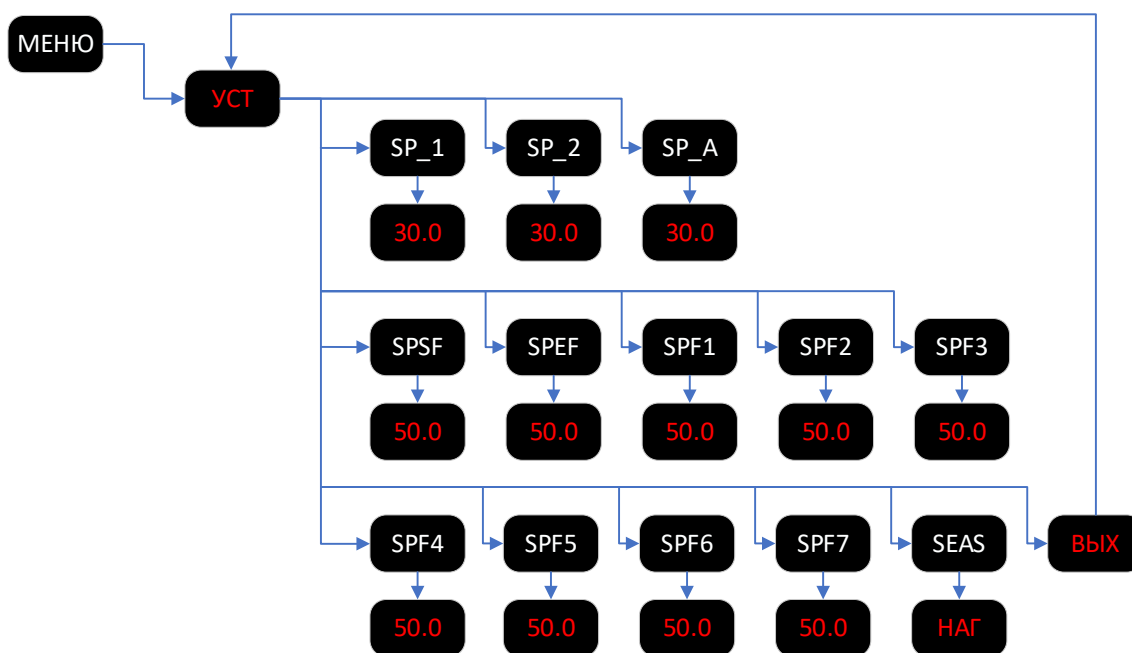 МЕНЮ
УСТ
SP_1 SP_2 SP_A
30.0 30.0 30.0
SPSF SPEF SPF1 SPF2 SPF3
50.0 50.0 50.0 50.0 50.0
SPF4 SPF5 SPF6 SPF7 SEAS ВЫХ
50.0 50.0 50.0 50.0 НАГ